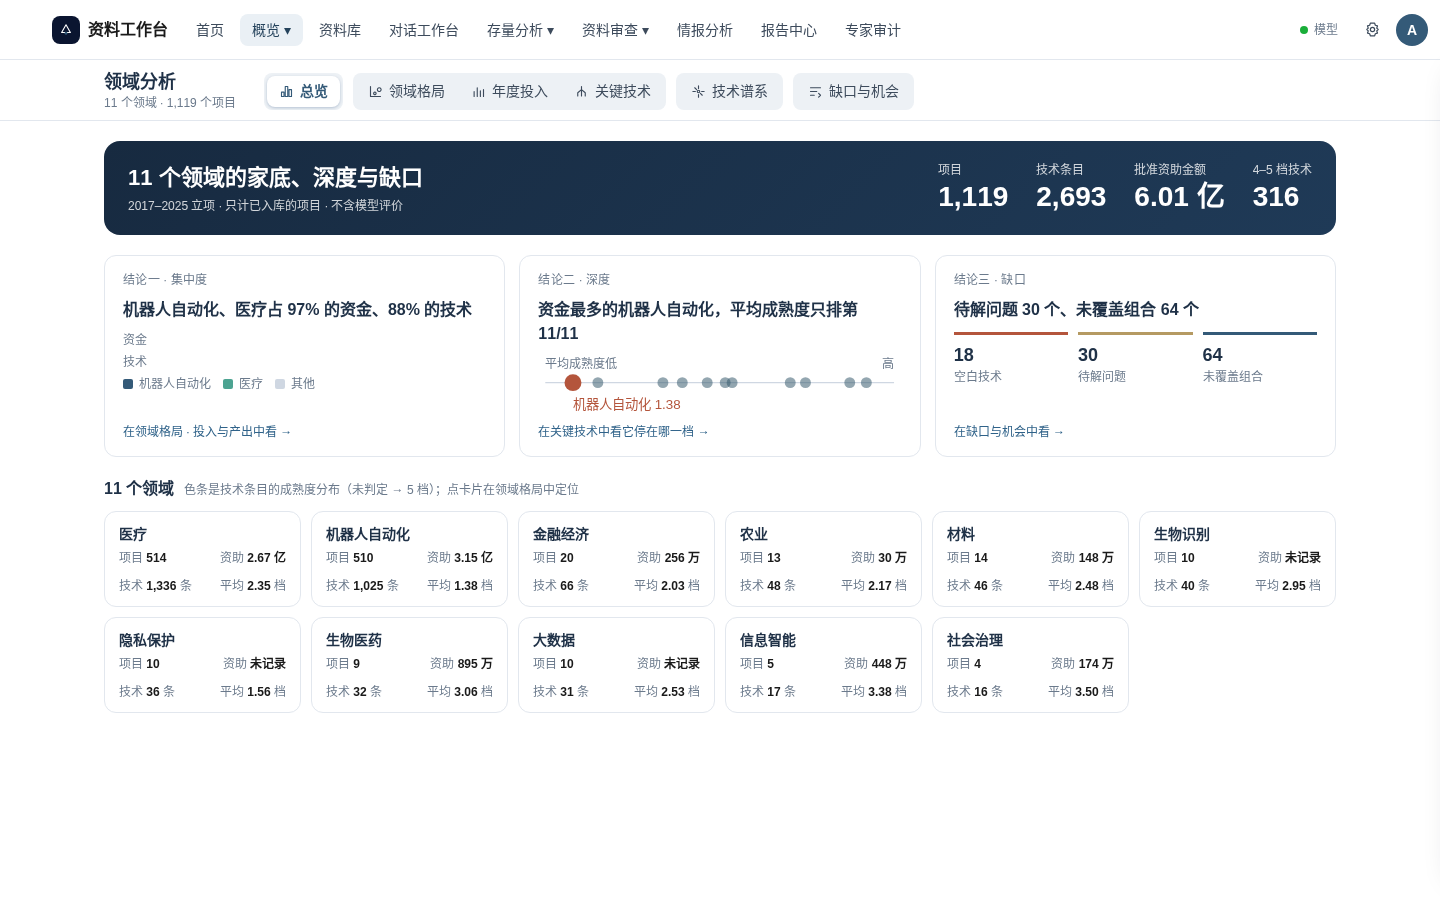 资料工作台 首页 概览 ▾ 资料库 对话工作台 存量分析 ▾ 资料审查 ▾ 情报分析 报告中心 专家审计 模型 A
领域分析
11 个领域 · 1,119 个项目
总览 领域格局 年度投入 关键技术 技术谱系 缺口与机会
11 个领域的家底、深度与缺口
2017–2025 立项 · 只计已入库的项目 · 不含模型评价
项目 技术条目 批准资助金额 4–5 档技术
1,119 2,693 6.01 亿 316
结论一 · 集中度
机器人自动化、医疗占 97% 的资金、88% 的技术
资金
技术
机器人自动化 医疗 其他
在领域格局 · 投入与产出中看 →
结论二 · 深度
资金最多的机器人自动化，平均成熟度只排第
11/11
平均成熟度低 高
机器人自动化 1.38
在关键技术中看它停在哪一档 →
结论三 · 缺口
待解问题 30 个、未覆盖组合 64 个
18 30 64
空白技术 待解问题 未覆盖组合
在缺口与机会中看 →
11 个领域 色条是技术条目的成熟度分布（未判定 → 5 档）；点卡片在领域格局中定位
医疗
项目 514 资助 2.67 亿
技术 1,336 条 平均 2.35 档
机器人自动化
项目 510 资助 3.15 亿
技术 1,025 条 平均 1.38 档
金融经济
项目 20 资助 256 万
技术 66 条 平均 2.03 档
农业
项目 13 资助 30 万
技术 48 条 平均 2.17 档
材料
项目 14 资助 148 万
技术 46 条 平均 2.48 档
生物识别
项目 10 资助 未记录
技术 40 条 平均 2.95 档
隐私保护
项目 10 资助 未记录
技术 36 条 平均 1.56 档
生物医药
项目 9 资助 895 万
技术 32 条 平均 3.06 档
大数据
项目 10 资助 未记录
技术 31 条 平均 2.53 档
信息智能
项目 5 资助 448 万
技术 17 条 平均 3.38 档
社会治理
项目 4 资助 174 万
技术 16 条 平均 3.50 档